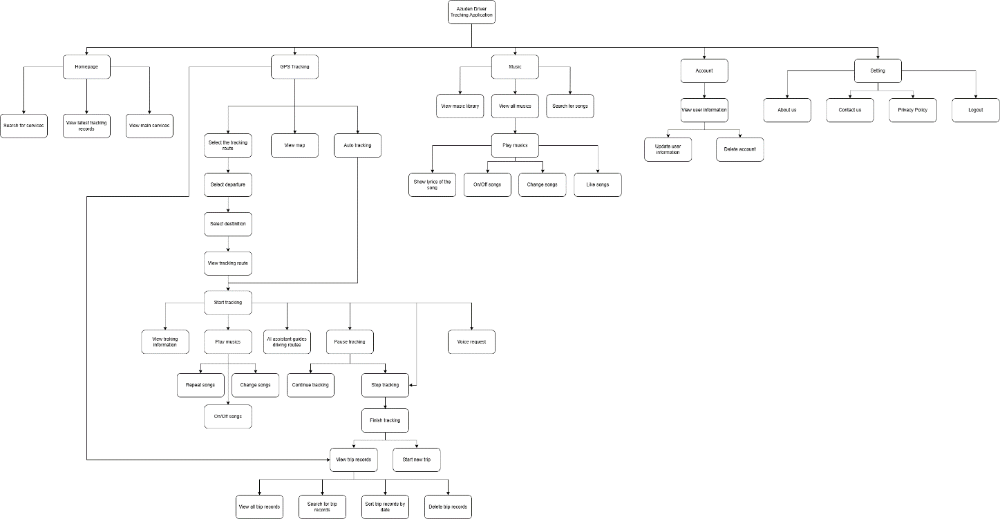 Azuden Driver
Tracking Application
Homepage
GPS Tracking
Music
Account
Setting
Search for services
View latest tracking
records
View main services
View music library
View all musics
Search for songs
View user information
About us
Contact us
Privacy Policy
Logout
Select the tracking
route
View map
Auto tracking
Play musics
Update user
information
Delete account
Select departure
Show lyrics of the
song
On/Off songs
Change songs
Like songs
Select destinition
View tracking route
Start tracking
View traking
information
Play musics
AI assistant guides
driving routes
Pause tracking
Voice request
Repeat songs
Change songs
Continue tracking
Stop tracking
On/Off songs
Finish tracking
View trip records
Start new trip
View all trip records
Search for trip
records
Sort trip records by
date
Delete trip records